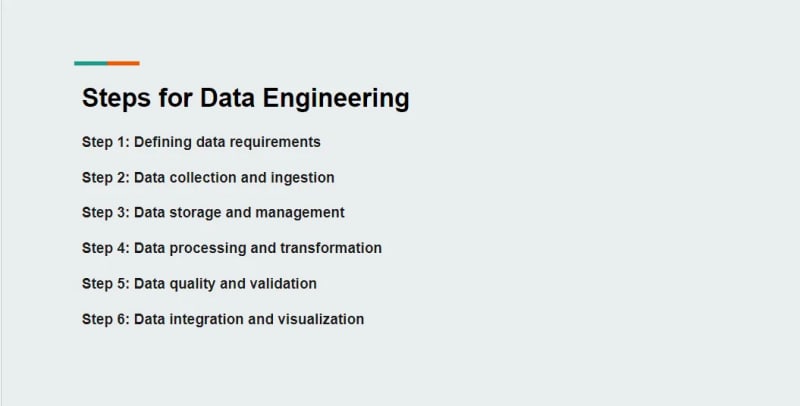 Steps for Data Engineering
Step 1: Defining data requirements
Step 2: Data collection and ingestion
Step 3: Data storage and management
Step 4: Data processing and transformation
Step 5: Data quality and validation
Step 6: Data integration and visualization